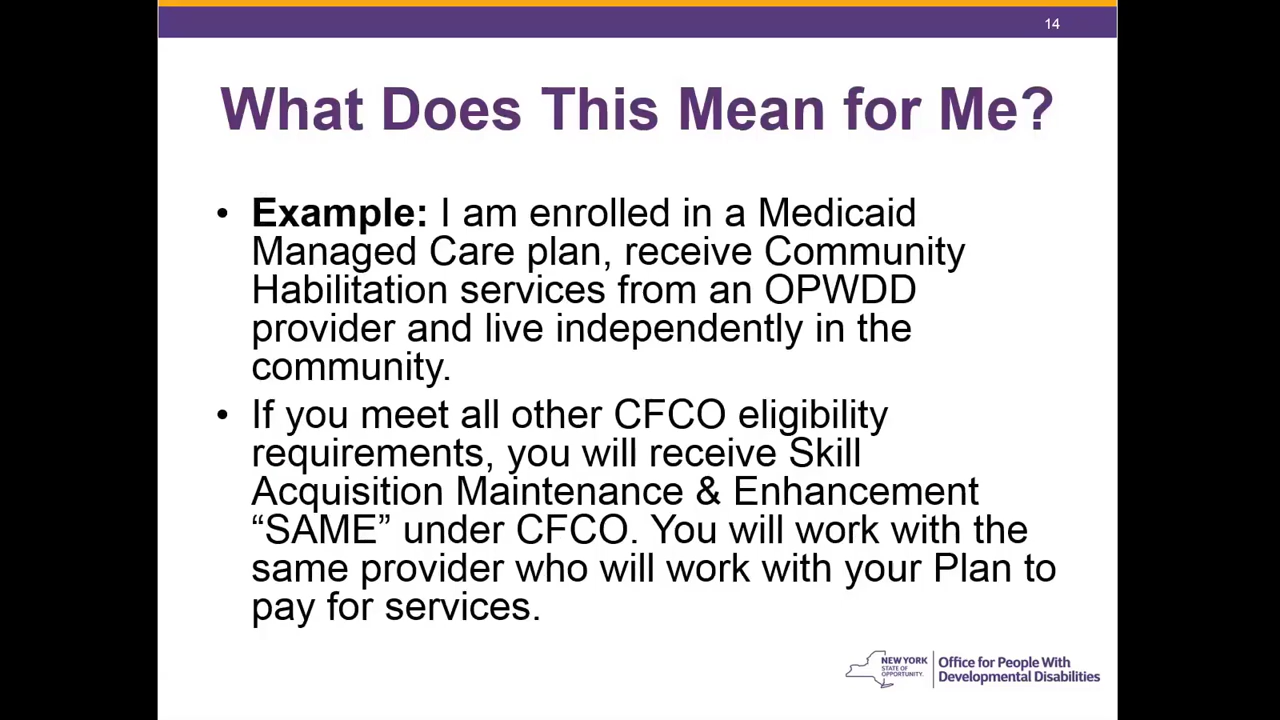 14
What Does This Mean for Me?
• Example: I am enrolled in a Medicaid
Managed Care plan, receive Community
Habilitation services from an OPWDD
provider and live independently in the
community.
• If you meet all other CFCO eligibility
requirements, you will receive Skill
Acquisition Maintenance & Enhancement
“SAME” under CFCO. You will work with the
same provider who will work with your Plan to
pay for services.
NEW YORK
STATE OF
OPPORTUNITY.
Office for People With
Developmental Disabilities